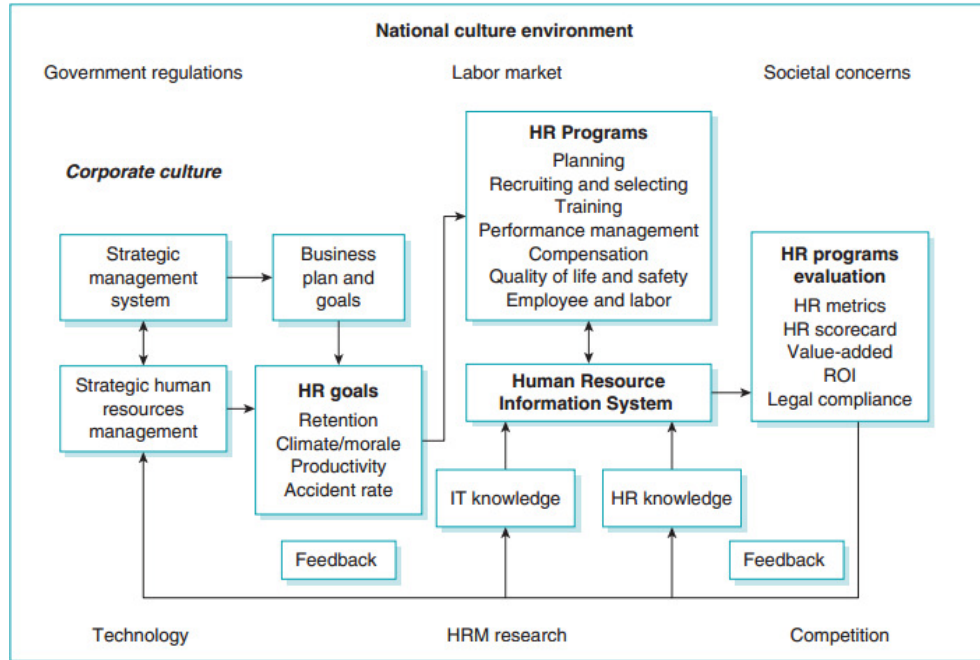 National culture environment
Government regulations
Labor market
Societal concerns
Corporate culture
HR Programs
Planning
Recruiting and selecting
Training
Performance management
Compensation
Quality of life and safety
Employee and labor
Strategic
management
system
Business
plan and
goals
HR programs
evaluation
HR metrics
HR scorecard
Value-added
ROI
Legal compliance
Strategic human
resources
management
HR goals
Retention
Climate/morale
Productivity
Accident rate
Human Resource
Information System
IT knowledge
HR knowledge
Feedback
Feedback
Technology
HRM research
Competition